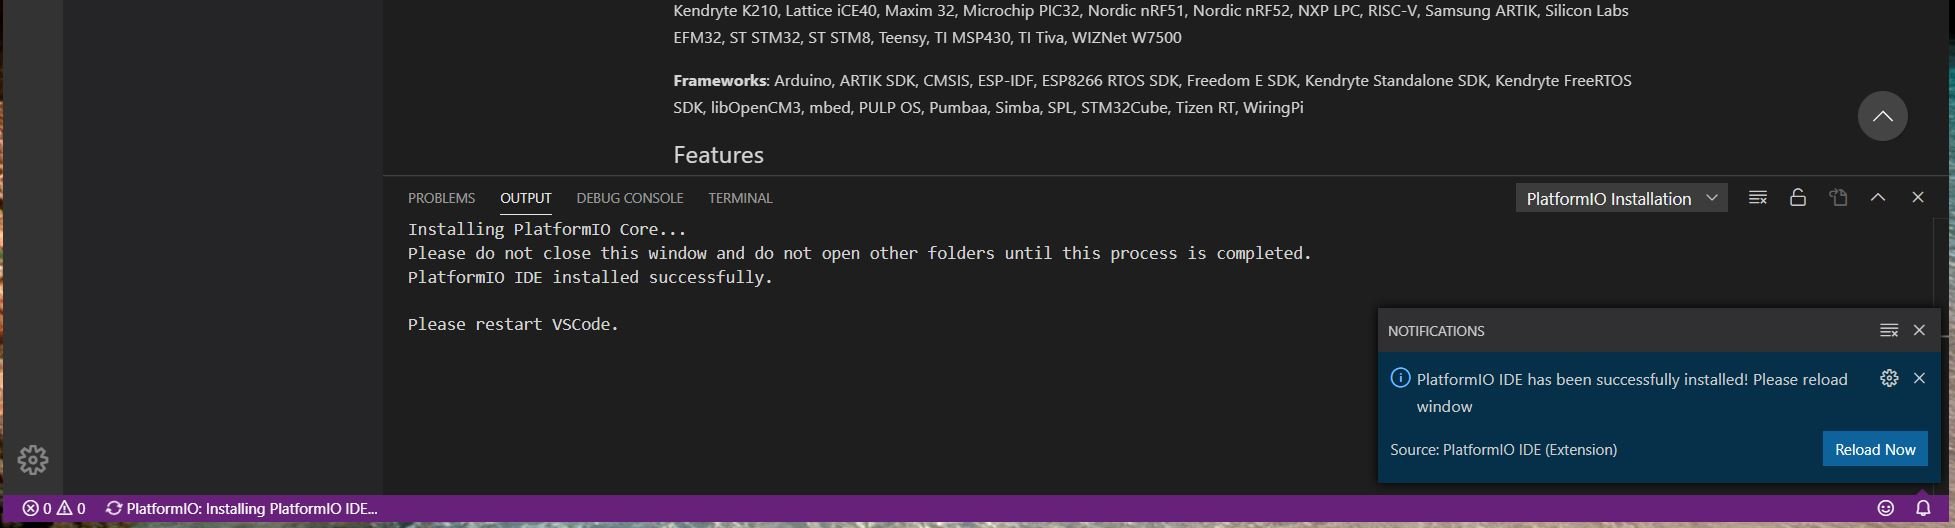 Kendryte K210, Lattice iCE40, Maxim 32, Microchip PIC32, Nordic nRF51, Nordic nRF52, NXP LPC, RISC-V, Samsung ARTIK, Silicon Labs
EFM32, ST STM32, ST STM8, Teensy, TI MSP430, TI Tiva, WIZNet W7500
Frameworks: Arduino, ARTIK SDK, CMSIS, ESP-IDF, ESP8266 RTOS SDK, Freedom E SDK, Kendryte Standalone SDK, Kendryte FreeRTOS
SDK, libOpenCM3, mbed, PULP OS, Pumbaa, Simba, SPL, STM32Cube, Tizen RT, WiringPi
Features
PROBLEMS OUTPUT DEBUG CONSOLE TERMINAL PlatformIO Installation
Installing PlatformIO Core...
Please do not close this window and do not open other folders until this process is completed.
PlatformIO IDE installed successfully.
Please restart VSCode.
NOTIFICATIONS
PlatformIO IDE has been successfully installed! Please reload
window
Source: PlatformIO IDE (Extension) Reload Now
0 0 PlatformIO: Installing PlatformIO IDE...